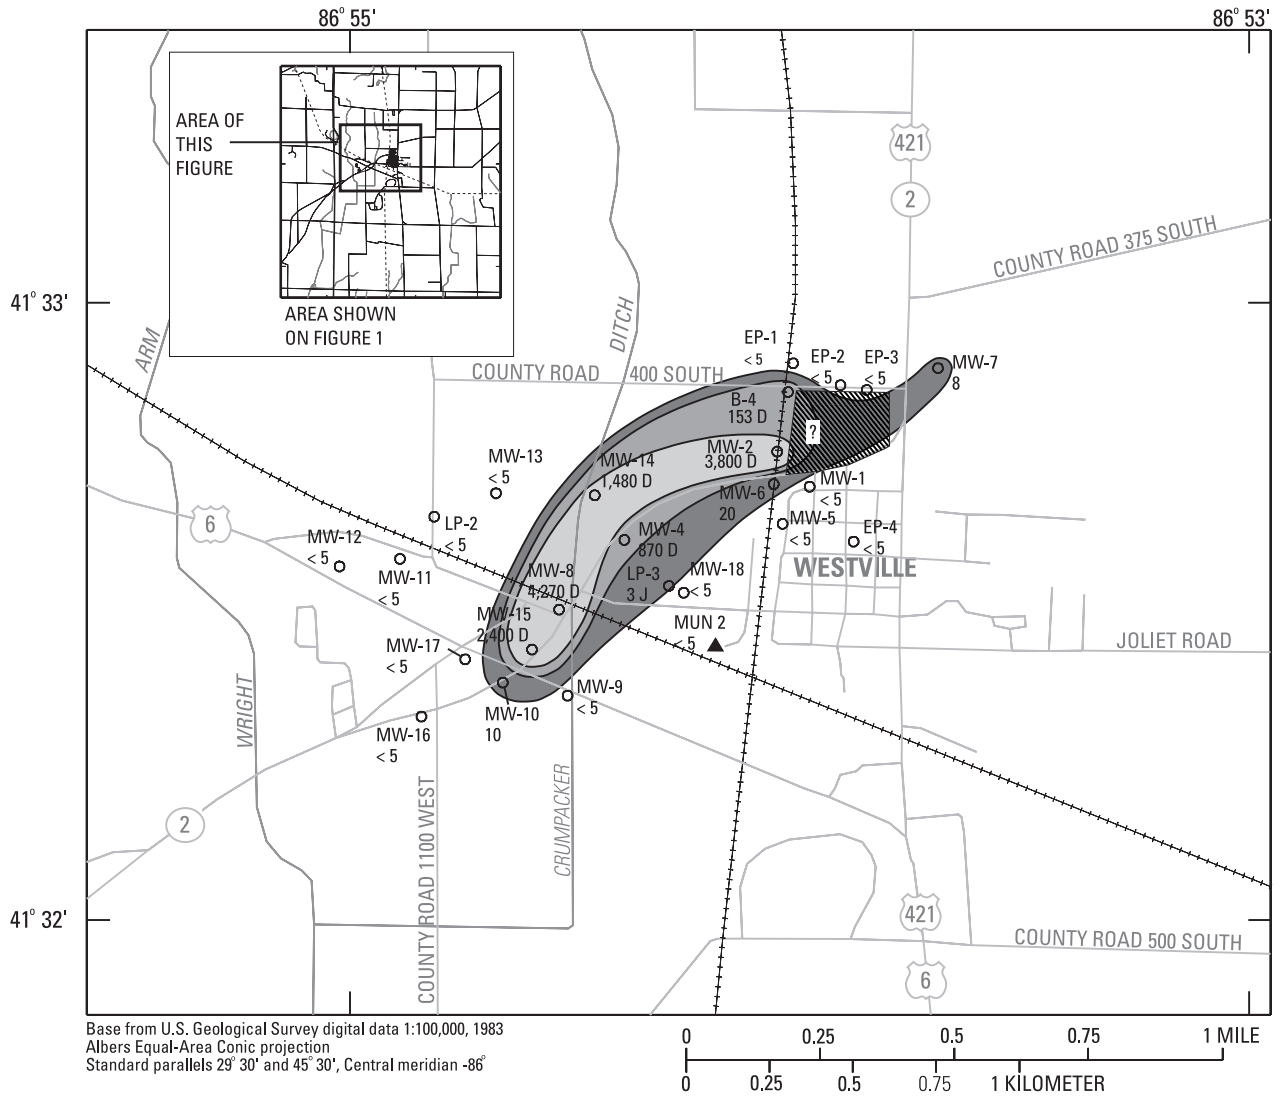 86° 55'
86° 53'
AREA OF
THIS
FIGURE
AREA SHOWN
ON FIGURE 1
421
2
COUNTY ROAD 375 SOUTH
41° 33'
ARM
DITCH
EP-1
< 5
EP-2
< 5
EP-3
< 5
MW-7
8
COUNTY ROAD 400 SOUTH
B-4
153 D
?
MW-2
3,800 D
MW-13
< 5
MW-14
1,480 D
MW-6
20
MW-1
< 5
6
LP-2
< 5
MW-5
< 5
EP-4
< 5
MW-12
< 5
MW-4
870 D
MW-11
< 5
MW-8
4,270 D
LP-3
3 J
MW-18
< 5
WESTVILLE
MW-15
2,400 D
MUN 2
< 5
MW-17
< 5
JOLIET ROAD
MW-9
< 5
MW-10
10
MW-16
< 5
WRIGHT
CRUMPACKER
COUNTY ROAD 1100 WEST
2
41° 32'
421
6
COUNTY ROAD 500 SOUTH
Base from U.S. Geological Survey digital data 1:100,000, 1983
Albers Equal-Area Conic projection
Standard parallels 29° 30' and 45° 30', Central meridian -86°
0 0.25 0.5 0.75 1 MILE
0 0.25 0.5 0.75 1 KILOMETER